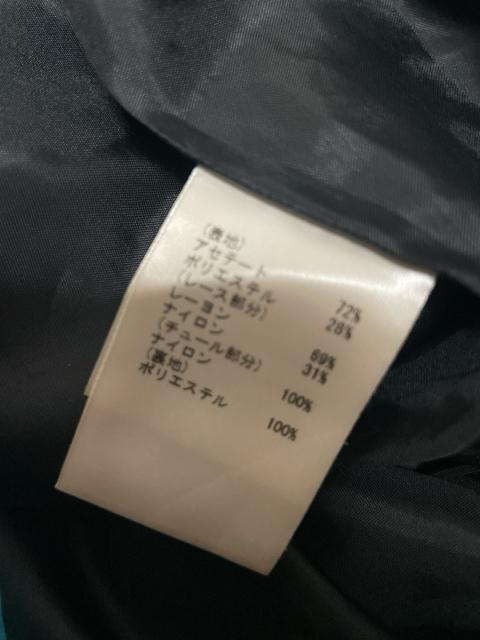 (表地)
アセテート 72%
ポリエステル 28%
(レース部分)
レーヨン 69%
ナイロン 31%
(チュール部分)
ナイロン 100%
(裏地)
ポリエステル 100%